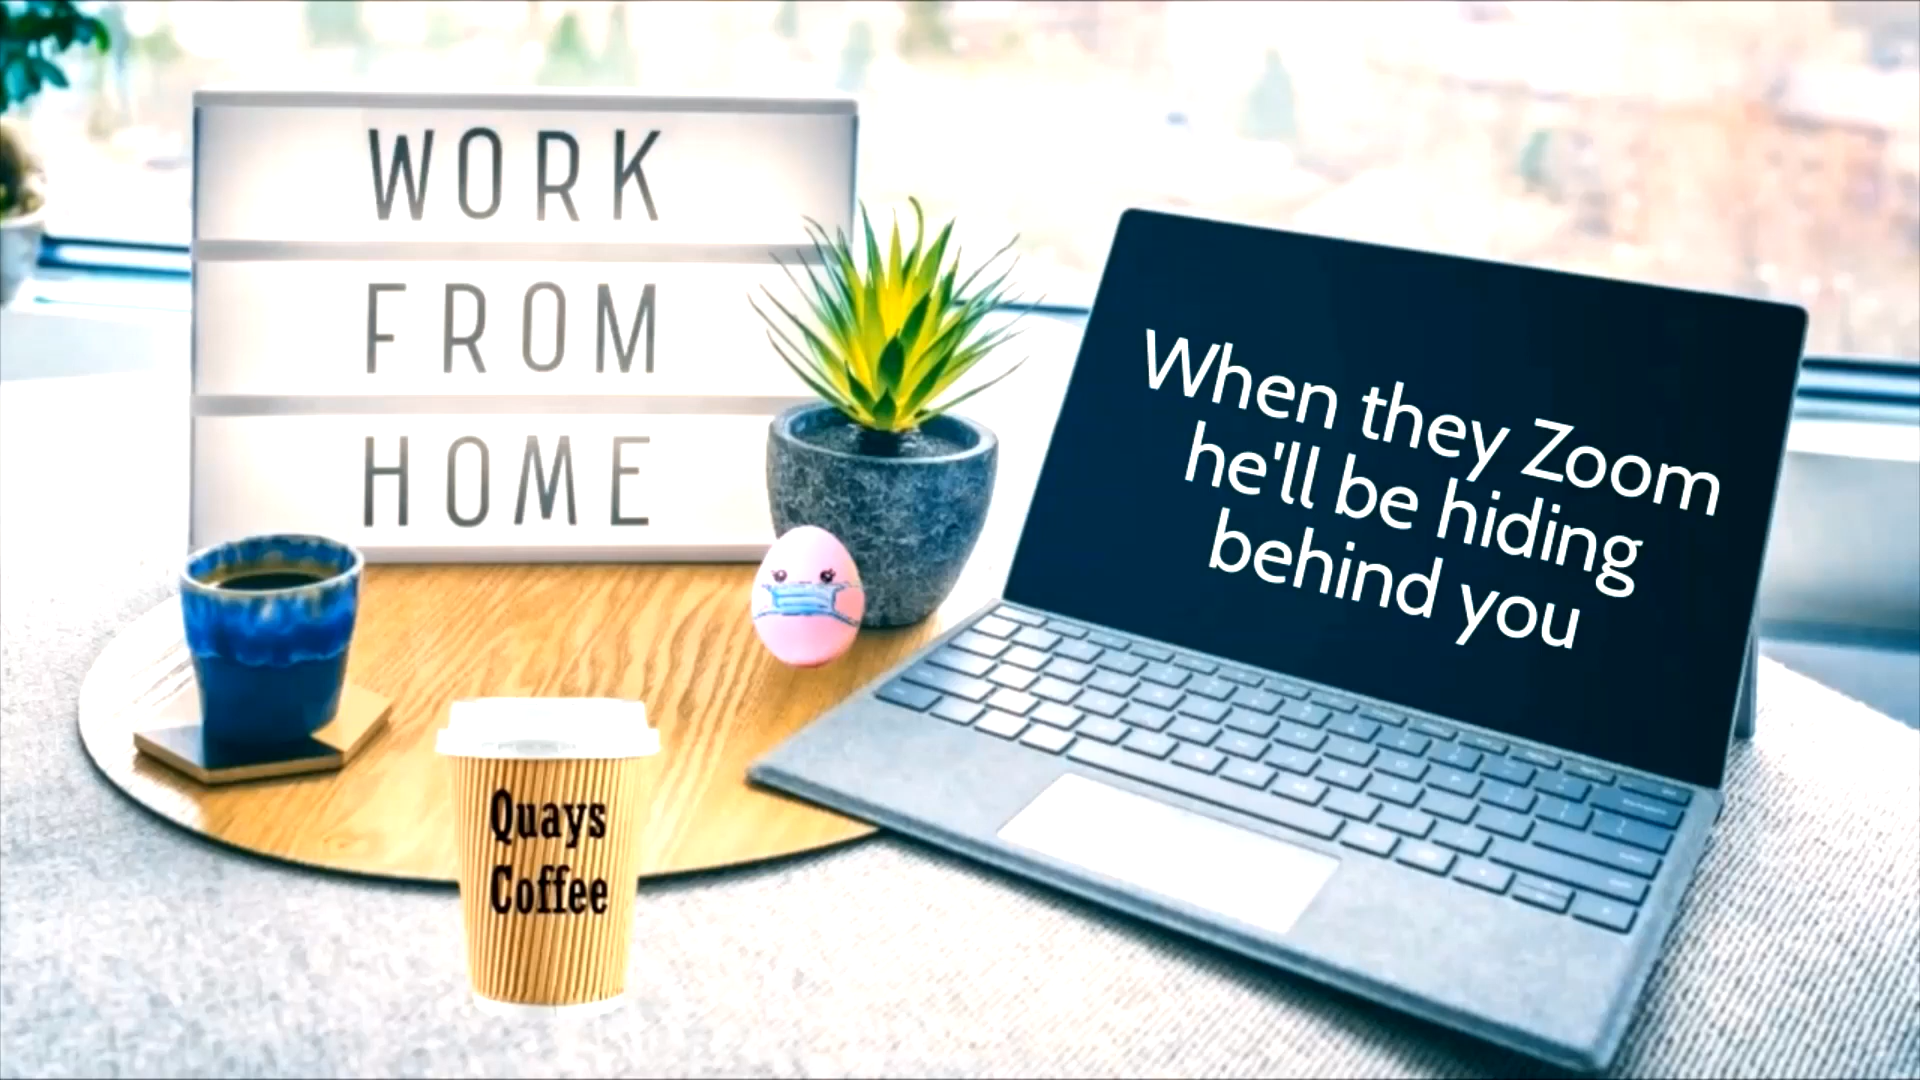 WORK
FROM
HOME
When they Zoom
he'll be hiding
behind you
Quays
Coffee